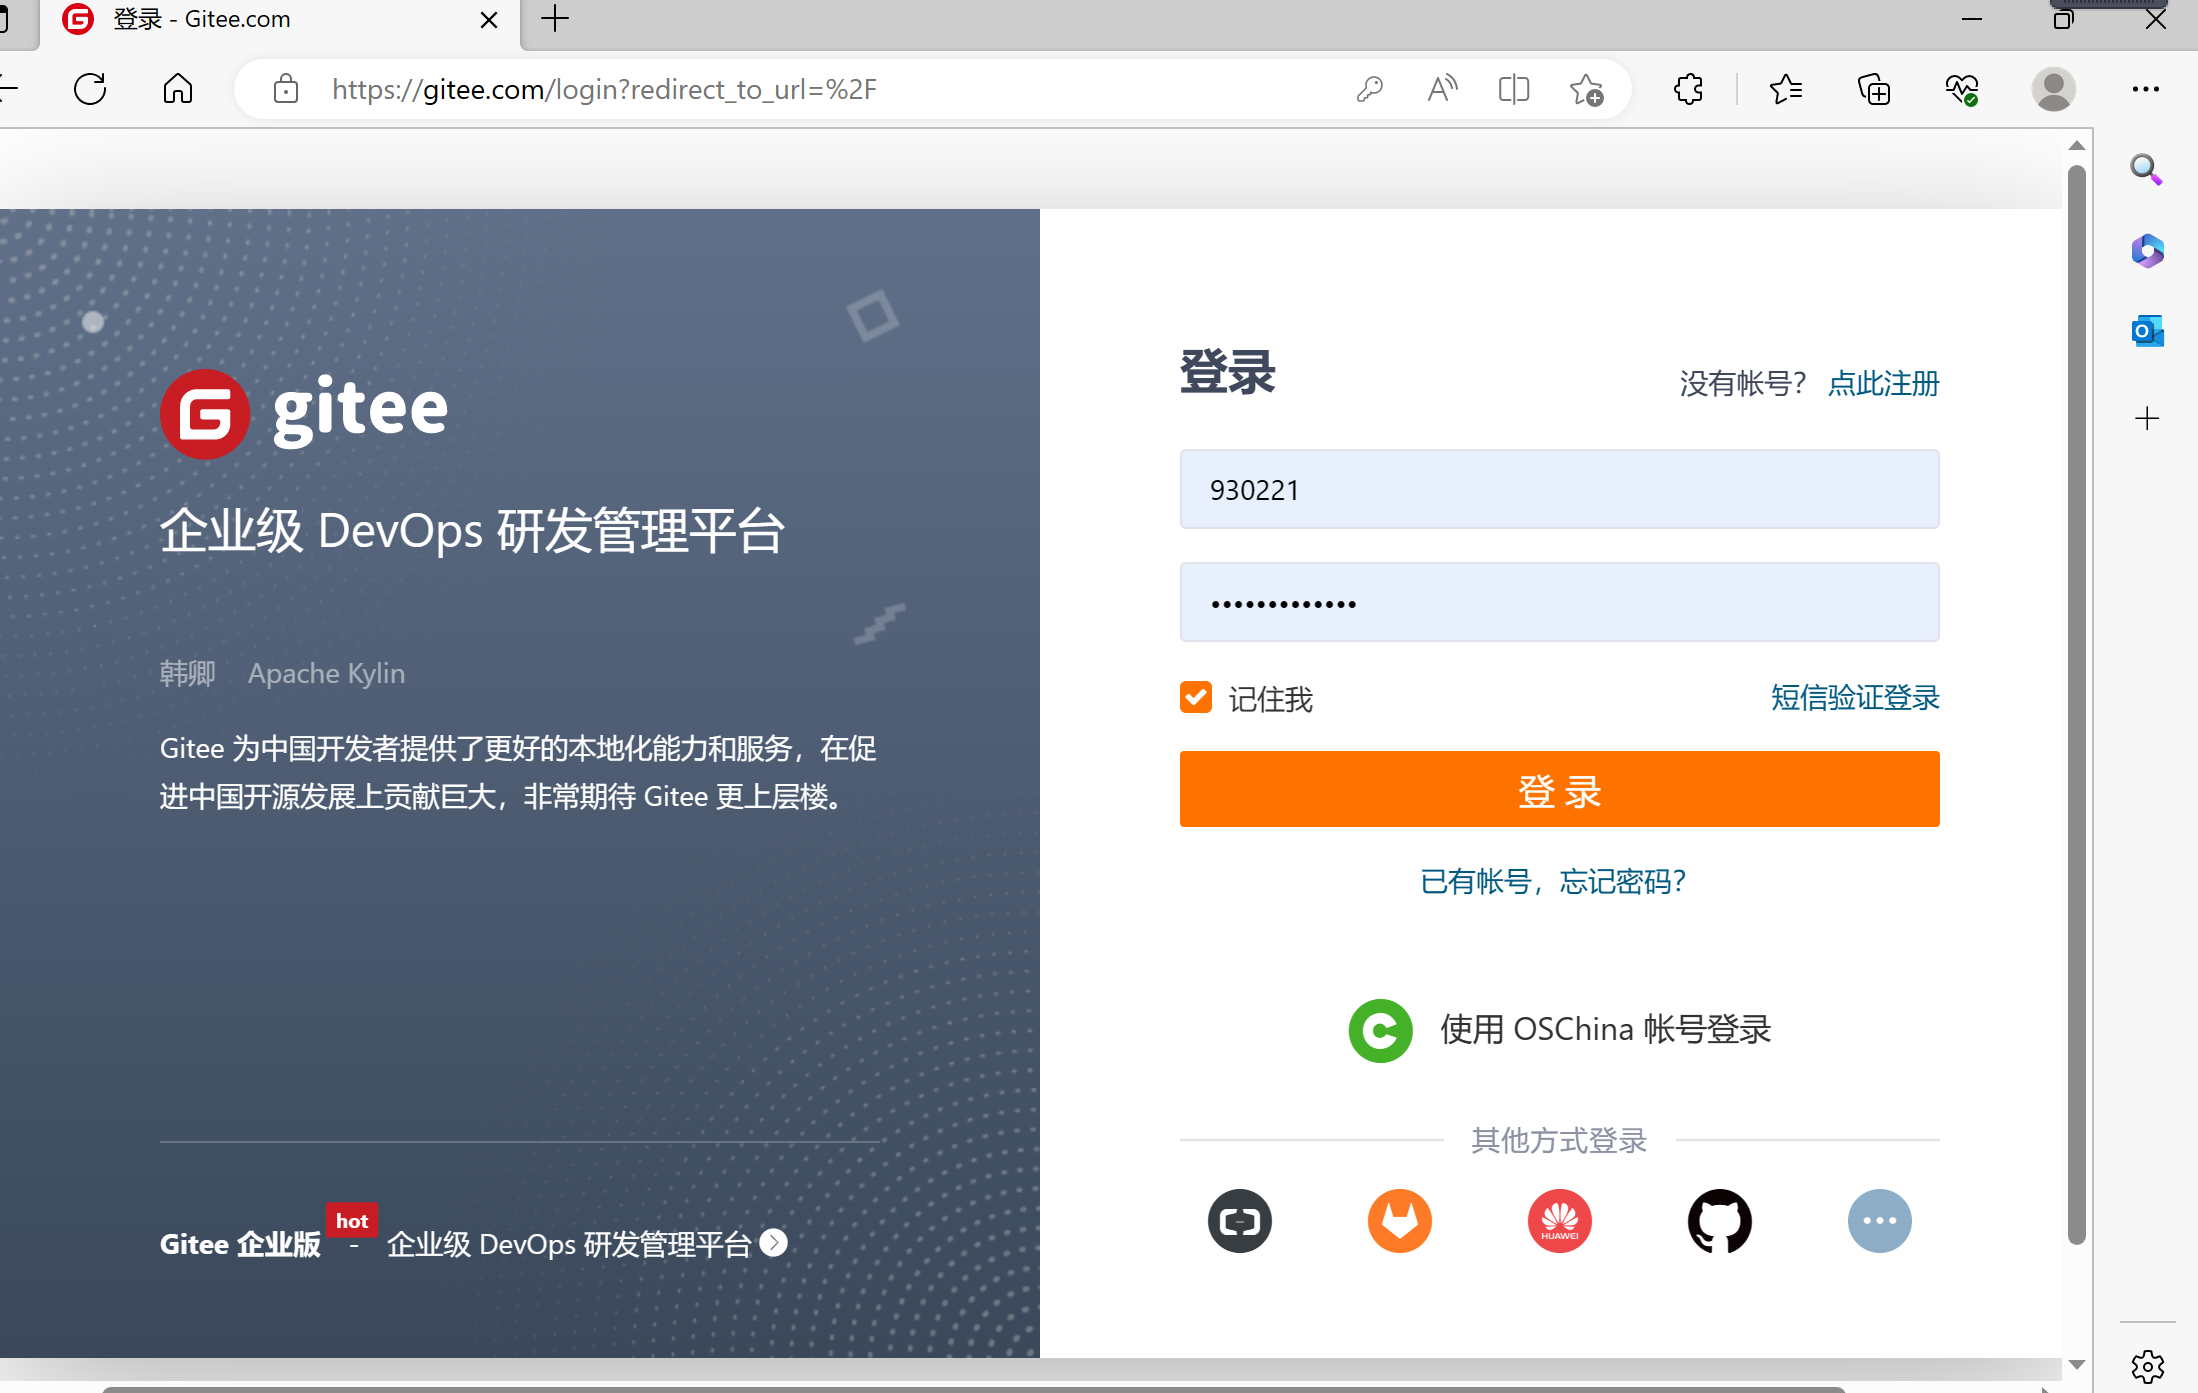 登录 - Gitee.com
https://gitee.com/login?redirect_to_url=%2F
gitee
企业级 DevOps 研发管理平台
韩卿 Apache Kylin
Gitee 为中国开发者提供了更好的本地化能力和服务，在促
进中国开源发展上贡献巨大，非常期待 Gitee 更上层楼。
Gitee 企业版 hot - 企业级 DevOps 研发管理平台
登录
没有帐号？ 点此注册
930221
•••••••••••••
记住我
短信验证登录
登 录
已有帐号，忘记密码？
使用 OSChina 帐号登录
其他方式登录
HUAWEI